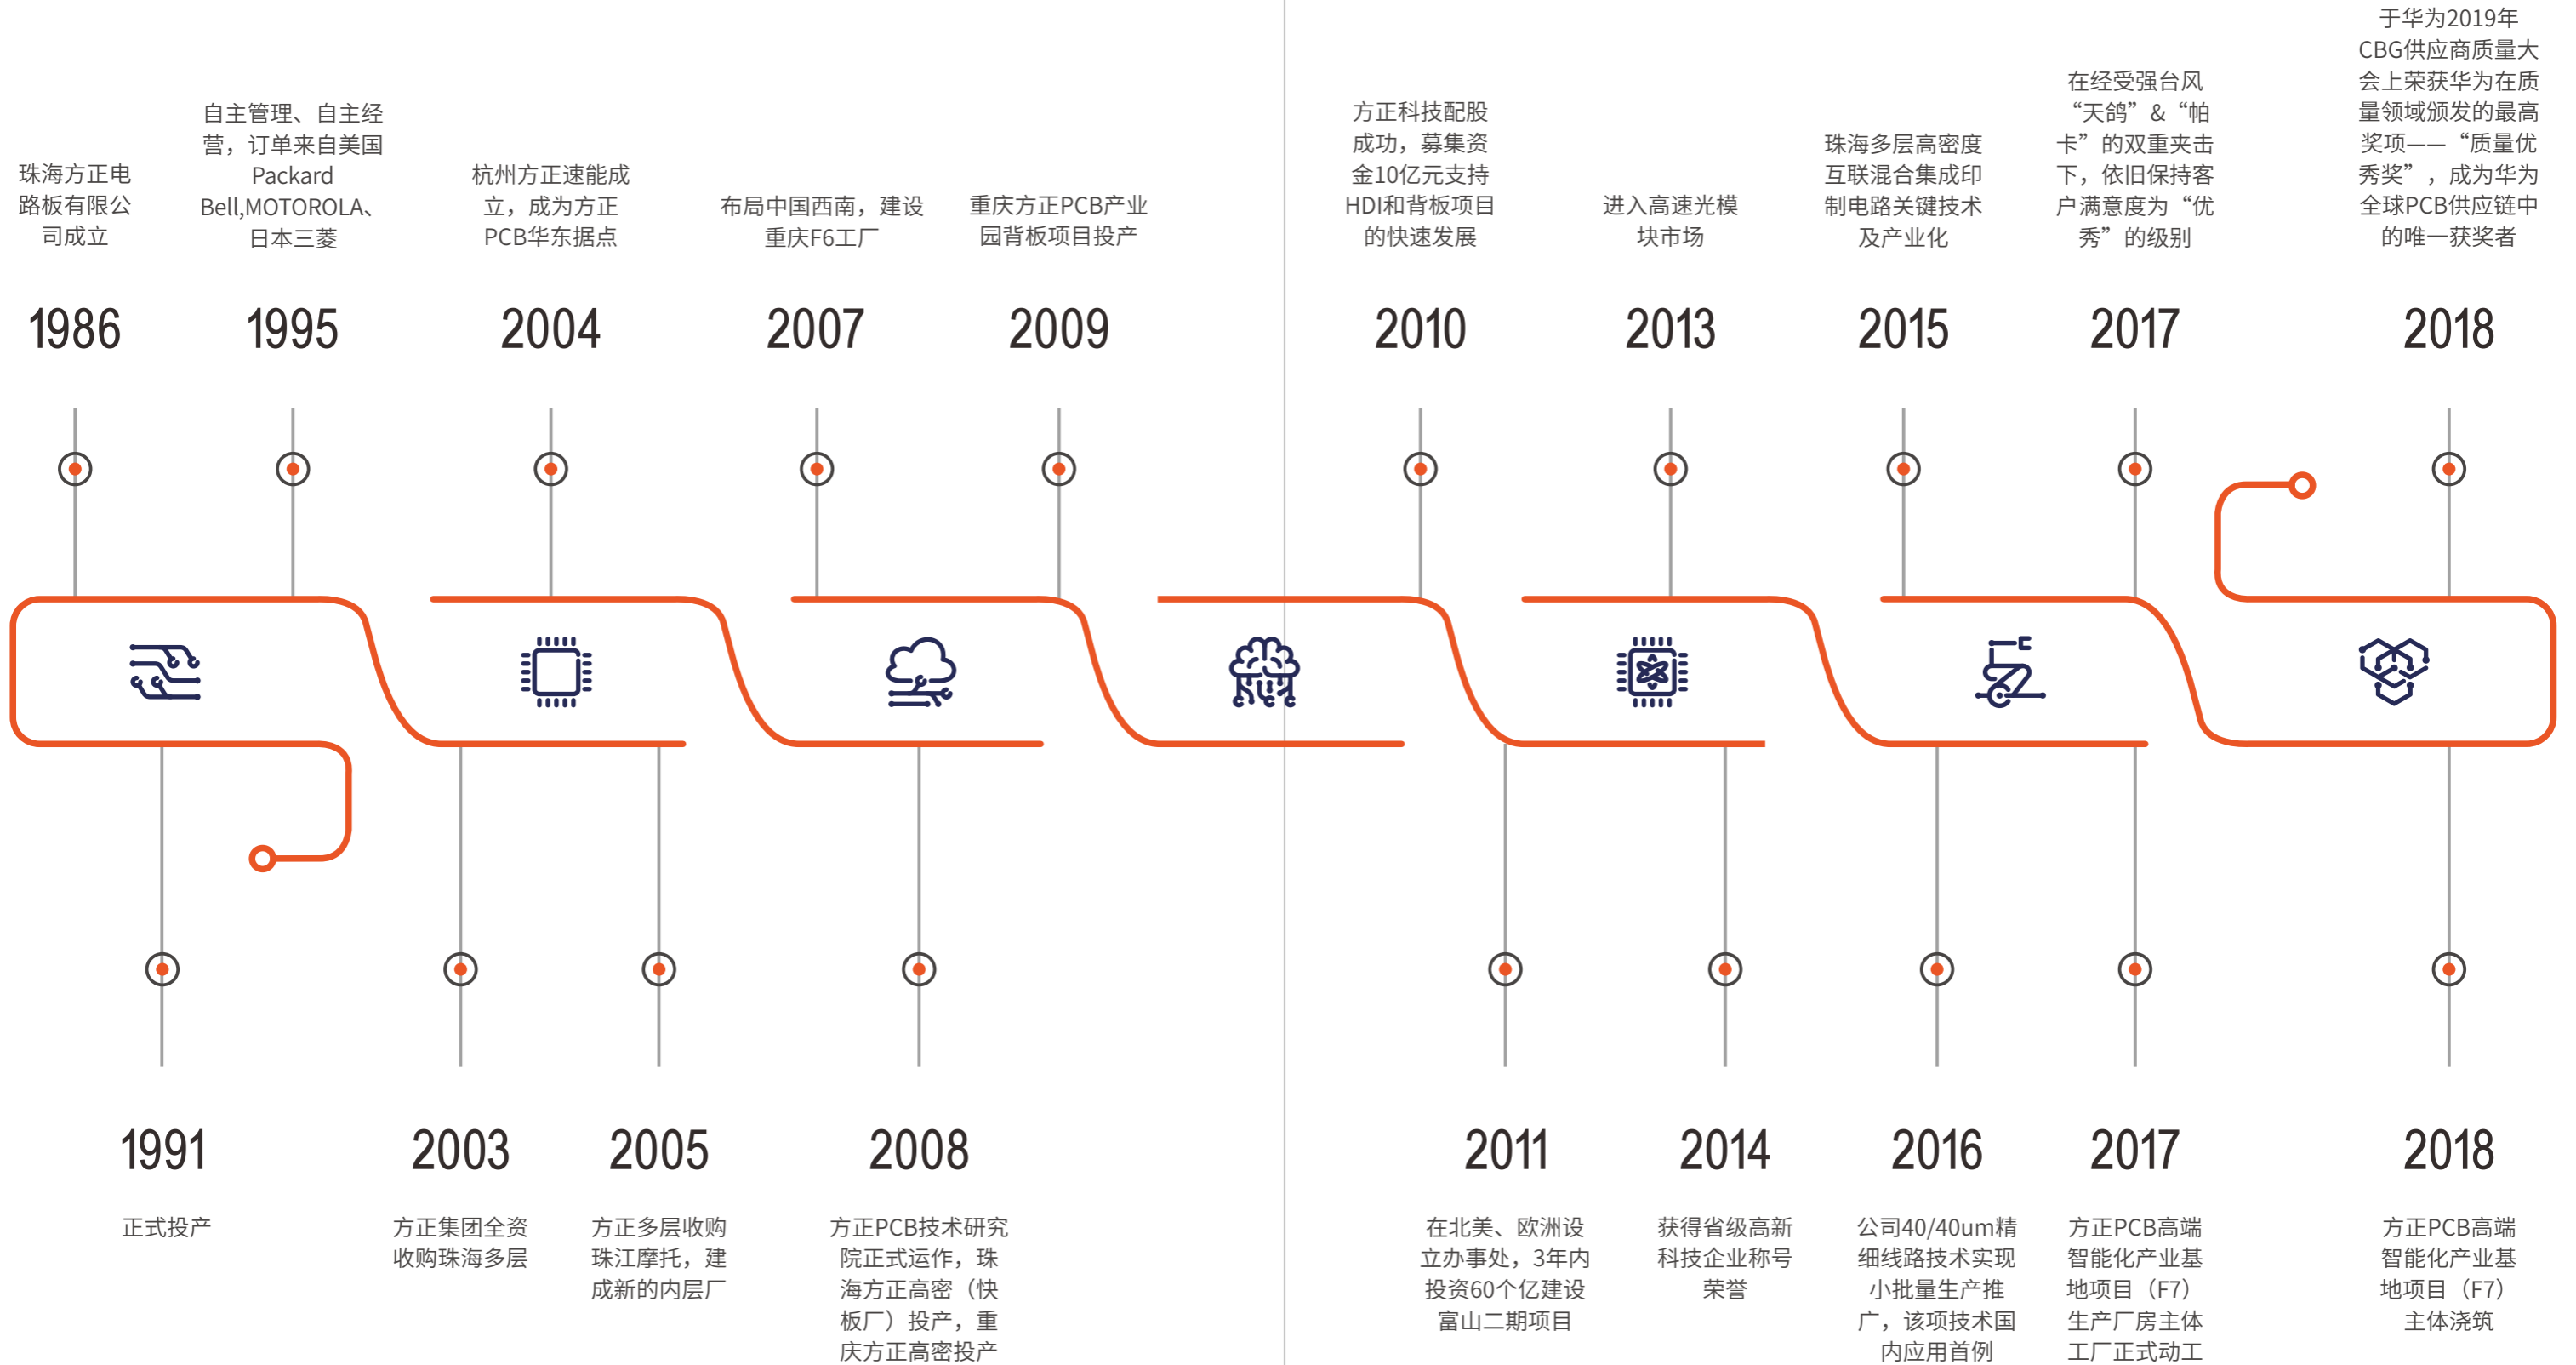 珠海方正电
路板有限公
司成立
1986
自主管理、自主经
营，订单来自美国
Packard
Bell,MOTOROLA、
日本三菱
1995
杭州方正速能成
立，成为方正
PCB华东据点
2004
布局中国西南，建设
重庆F6工厂
2007
重庆方正PCB产业
园背板项目投产
2009
方正科技配股
成功，募集资
金10亿元支持
HDI和背板项目
的快速发展
2010
进入高速光模
块市场
2013
珠海多层高密度
互联混合集成印
制电路关键技术
及产业化
2015
在经受强台风
“天鸽”&“帕
卡”的双重夹击
下，依旧保持客
户满意度为“优
秀”的级别
2017
于华为2019年
CBG供应商质量大
会上荣获华为在质
量领域颁发的最高
奖项——“质量优
秀奖”，成为华为
全球PCB供应链中
的唯一获奖者
2018
1991
正式投产
2003
方正集团全资
收购珠海多层
2005
方正多层收购
珠江摩托，建
成新的内层厂
2008
方正PCB技术研究
院正式运作，珠
海方正高密（快
板厂）投产，重
庆方正高密投产
2011
在北美、欧洲设
立办事处，3年内
投资60个亿建设
富山二期项目
2014
获得省级高新
科技企业称号
荣誉
2016
公司40/40um精
细线路技术实现
小批量生产推
广，该项技术国
内应用首例
2017
方正PCB高端
智能化产业基
地项目（F7）
生产厂房主体
工厂正式动工
2018
方正PCB高端
智能化产业基
地项目（F7）
主体浇筑